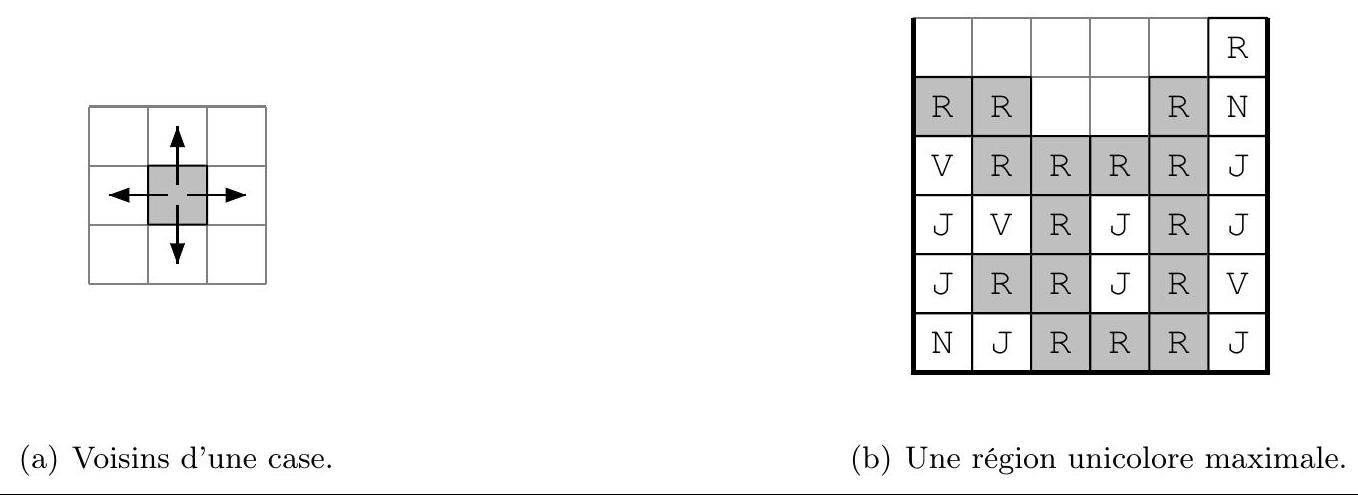 R
R R R N
V R R R R J
J V R J R J
J R R J R V
N J R R R J
(a) Voisins d'une case.
(b) Une région unicolore maximale.